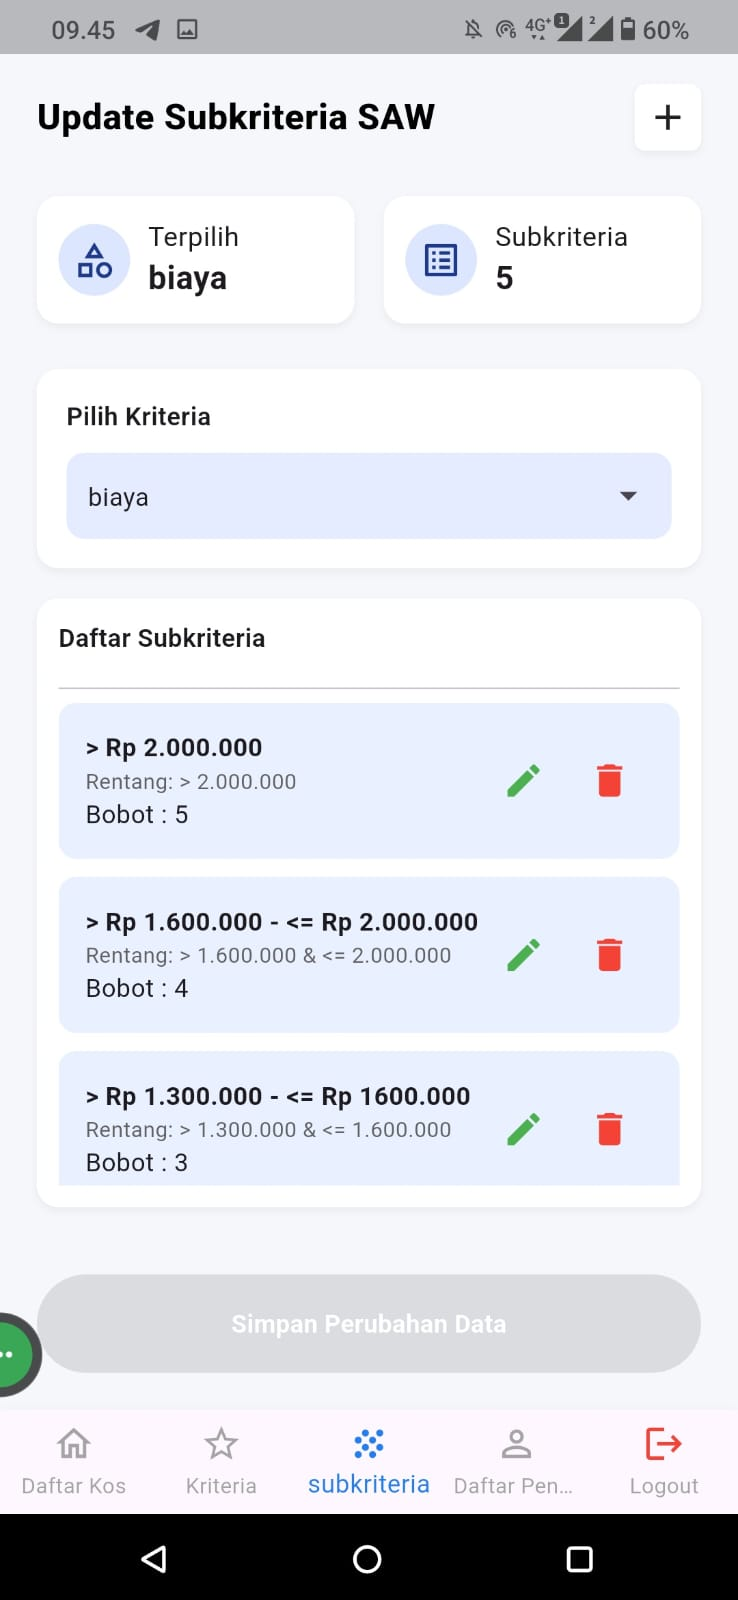 09.45
4G+
1
2
60%
Update Subkriteria SAW
Terpilih
biaya
Subkriteria
5
Pilih Kriteria
biaya
Daftar Subkriteria
> Rp 2.000.000
Rentang: > 2.000.000
Bobot : 5
> Rp 1.600.000 - <= Rp 2.000.000
Rentang: > 1.600.000 & <= 2.000.000
Bobot : 4
> Rp 1.300.000 - <= Rp 1600.000
Rentang: > 1.300.000 & <= 1.600.000
Bobot : 3
Simpan Perubahan Data
Daftar Kos
Kriteria
subkriteria
Daftar Pen...
Logout